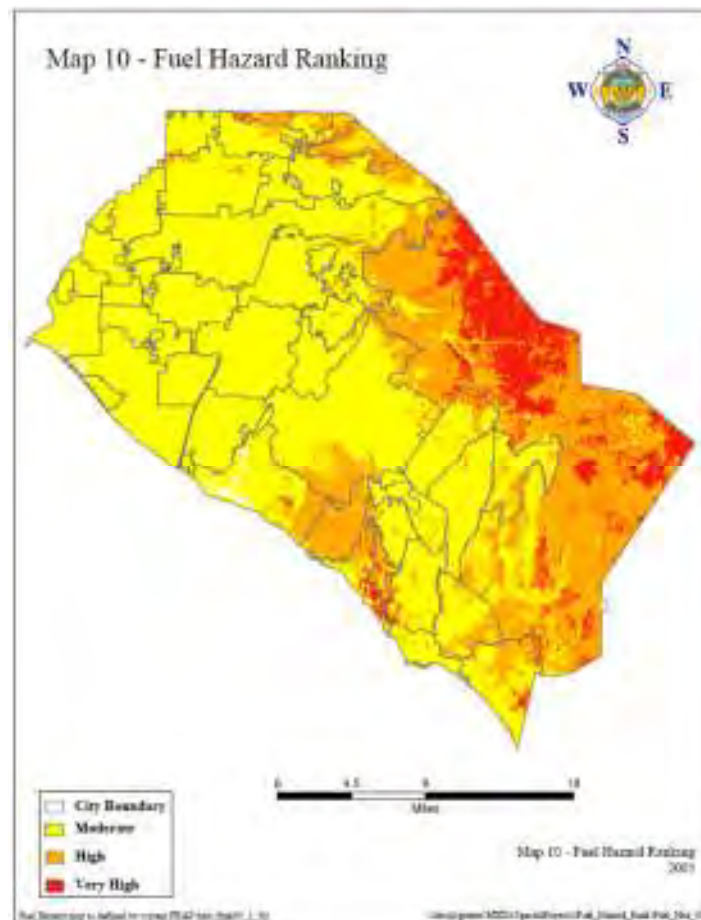 Map 10 - Fuel Hazard Ranking
N
W E
S
0 4.5 9 18
Miles
City Boundary
Moderate
High
Very High
Map 10 - Fuel Hazard Ranking